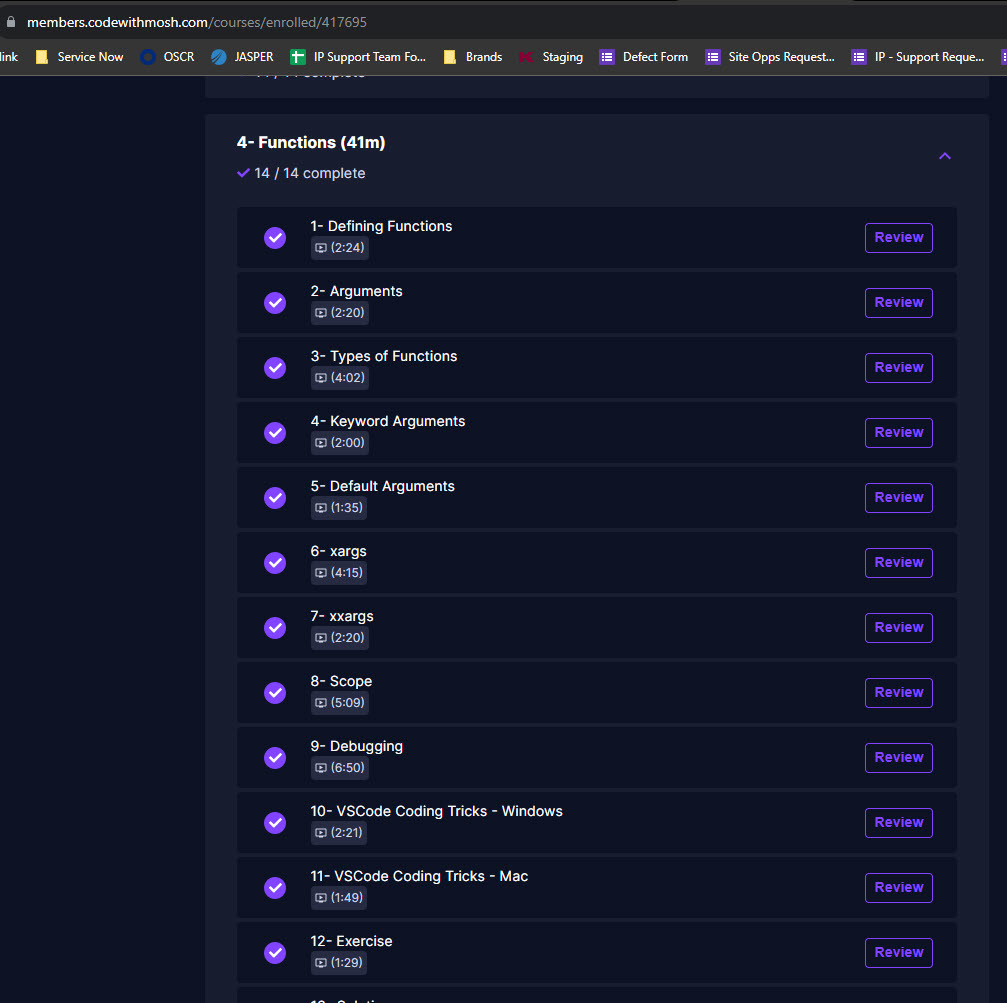 members.codewithmosh.com/courses/enrolled/417695
link Service Now OSCR JASPER IP Support Team Fo... Brands Staging Defect Form Site Opps Request... IP - Support Reque...
14 / 14 complete
4- Functions (41m)
14 / 14 complete
1- Defining Functions
(2:24)
Review
2- Arguments
(2:20)
Review
3- Types of Functions
(4:02)
Review
4- Keyword Arguments
(2:00)
Review
5- Default Arguments
(1:35)
Review
6- xargs
(4:15)
Review
7- xxargs
(2:20)
Review
8- Scope
(5:09)
Review
9- Debugging
(6:50)
Review
10- VSCode Coding Tricks - Windows
(2:21)
Review
11- VSCode Coding Tricks - Mac
(1:49)
Review
12- Exercise
(1:29)
Review